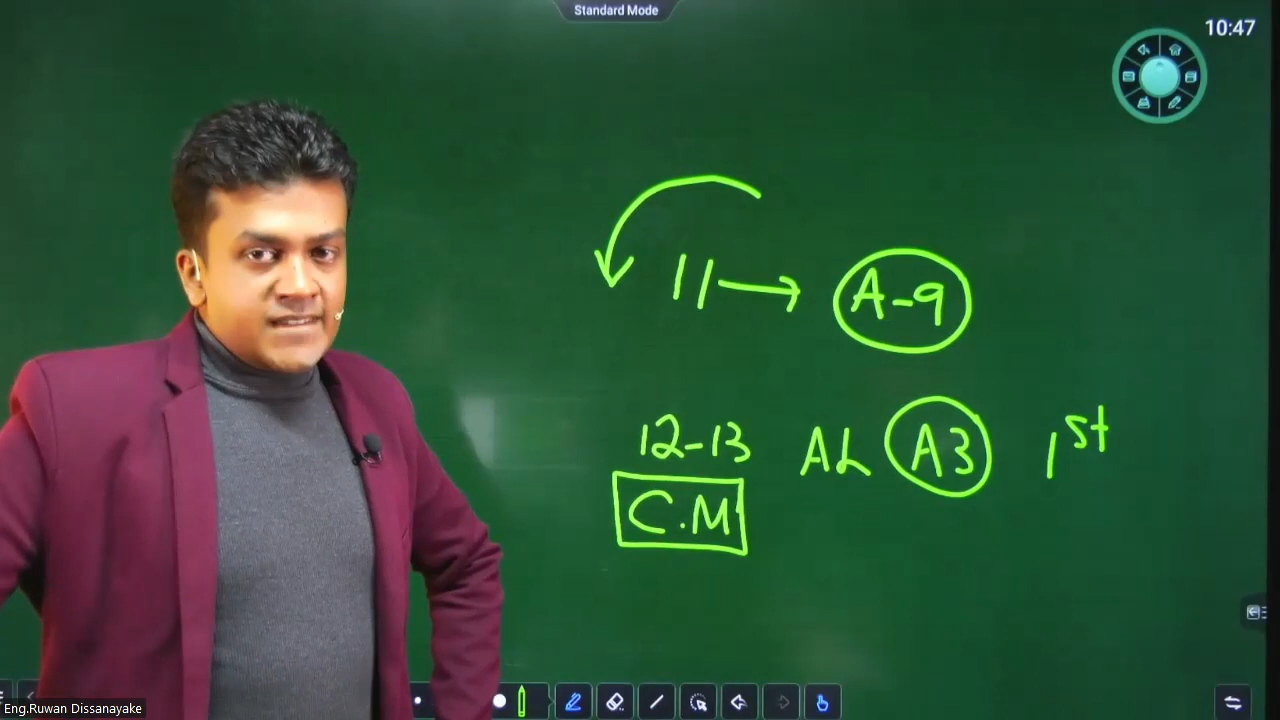 Standard Mode
10:47
11 → A-9
12-13 AL A3 1st
C.M
Eng.Ruwan Dissanayake